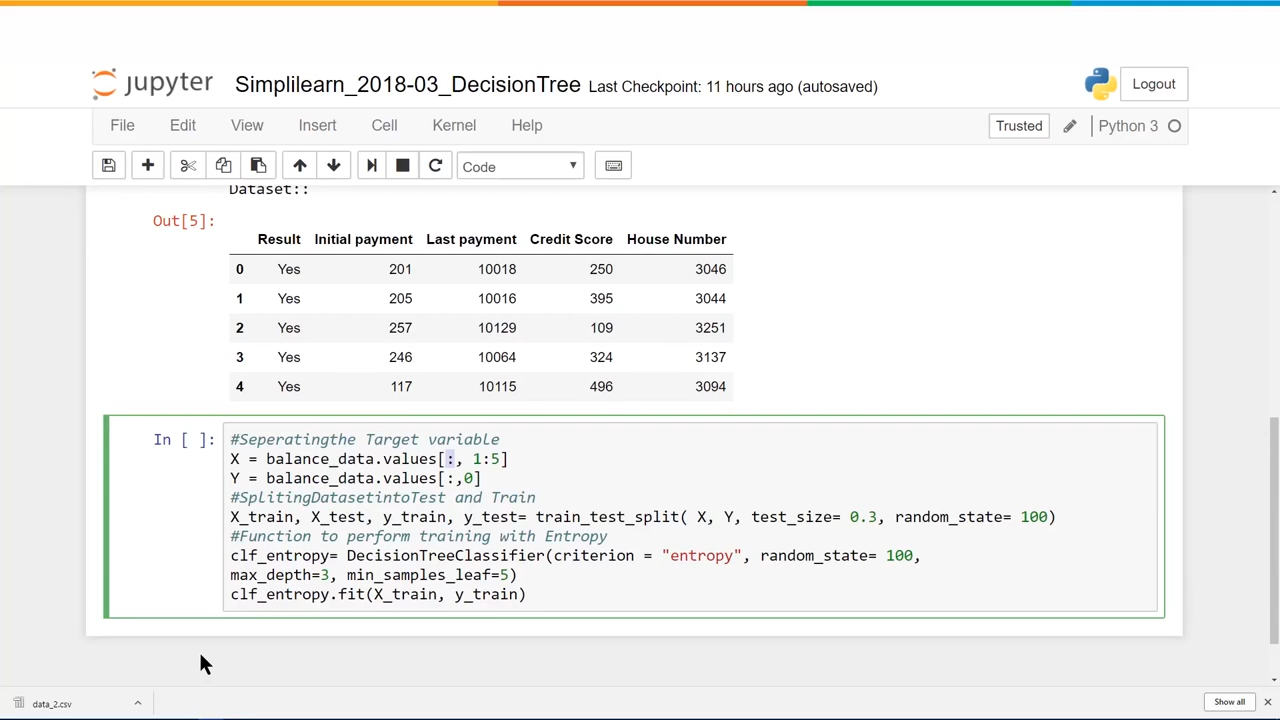 jupyter Simplilearn_2018-03_DecisionTree Last Checkpoint: 11 hours ago (autosaved) Logout
File Edit View Insert Cell Kernel Help Trusted Python 3
Code
Dataset::
Out[5]:
Result Initial payment Last payment Credit Score House Number
0 Yes 201 10018 250 3046
1 Yes 205 10016 395 3044
2 Yes 257 10129 109 3251
3 Yes 246 10064 324 3137
4 Yes 117 10115 496 3094
In [ ]: #Seperatingthe Target variable
X = balance_data.values[:, 1:5]
Y = balance_data.values[:,0]
#SplitingDatasetintoTest and Train
X_train, X_test, y_train, y_test= train_test_split( X, Y, test_size= 0.3, random_state= 100)
#Function to perform training with Entropy
clf_entropy= DecisionTreeClassifier(criterion = "entropy", random_state= 100,
max_depth=3, min_samples_leaf=5)
clf_entropy.fit(X_train, y_train)
data_2.csv Show all